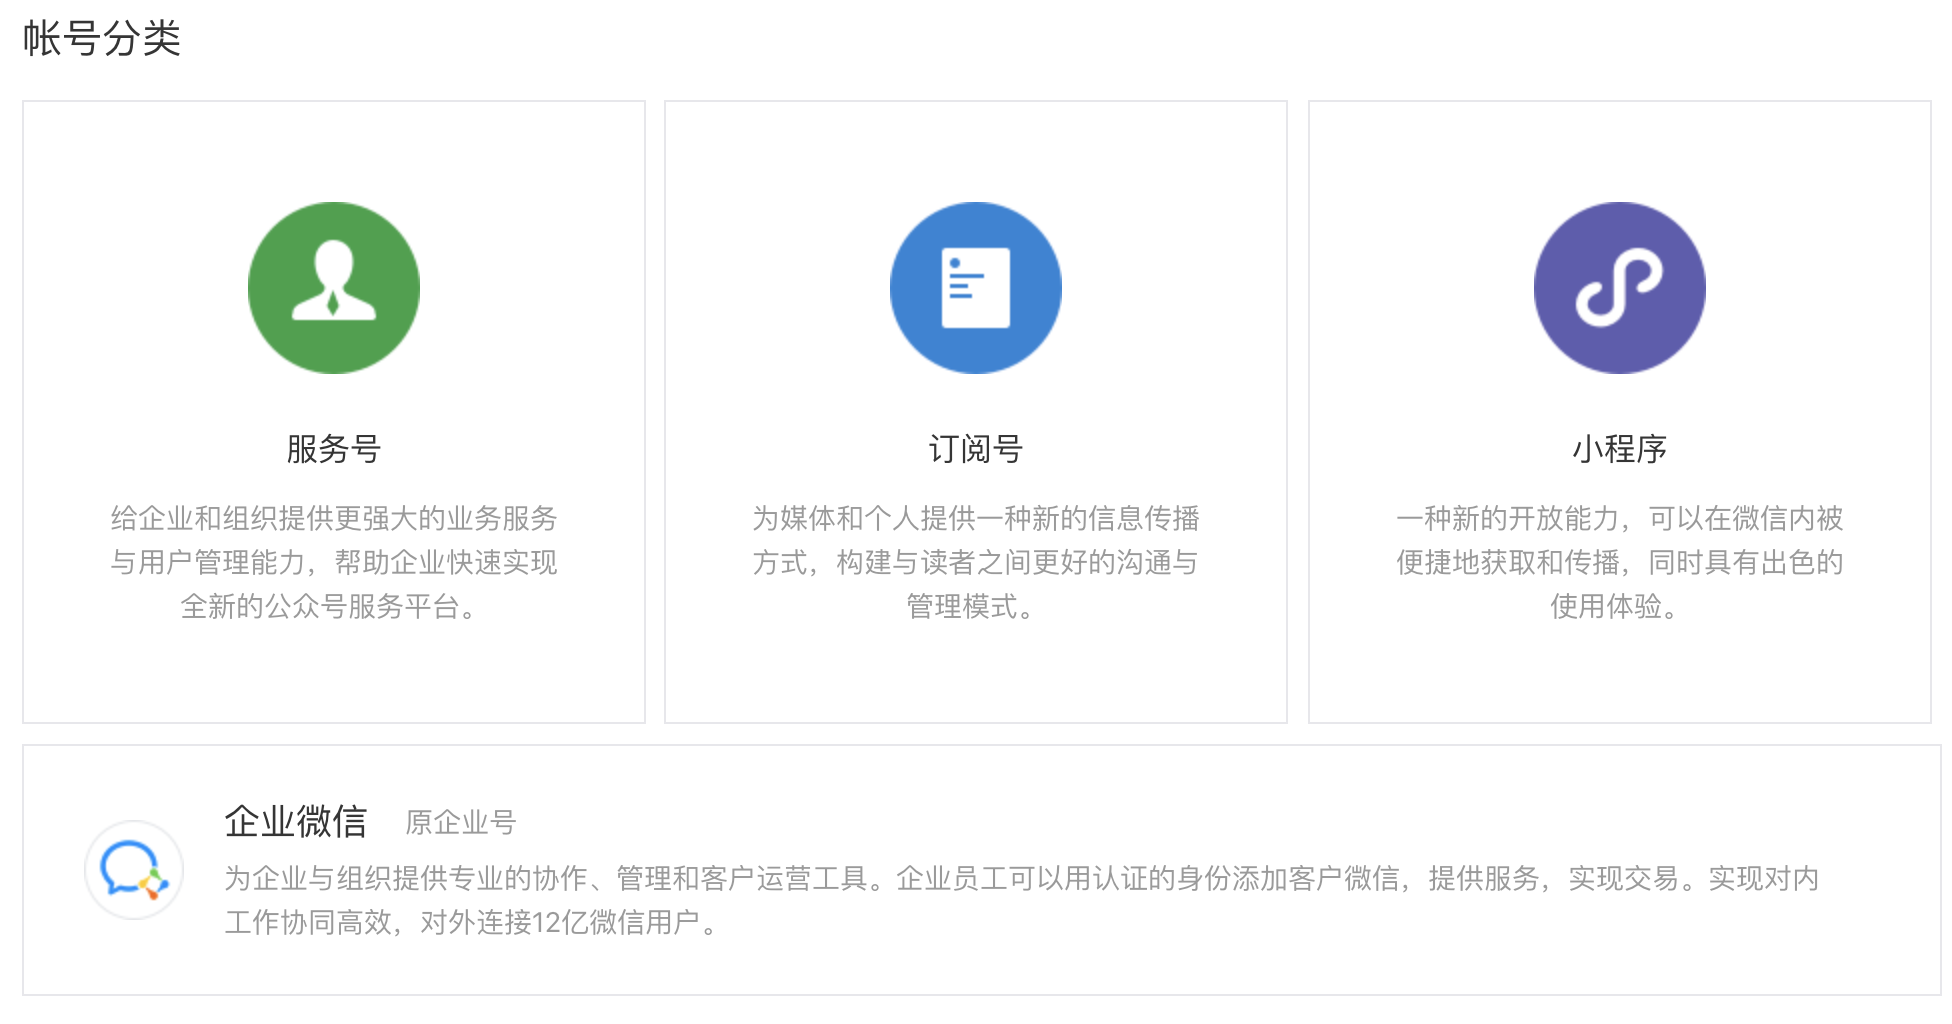 帐号分类
服务号
给企业和组织提供更强大的业务服务
与用户管理能力，帮助企业快速实现
全新的公众号服务平台。
订阅号
为媒体和个人提供一种新的信息传播
方式，构建与读者之间更好的沟通与
管理模式。
小程序
一种新的开放能力，可以在微信内被
便捷地获取和传播，同时具有出色的
使用体验。
企业微信 原企业号
为企业与组织提供专业的协作、管理和客户运营工具。企业员工可以用认证的身份添加客户微信，提供服务，实现交易。实现对内
工作协同高效，对外连接12亿微信用户。